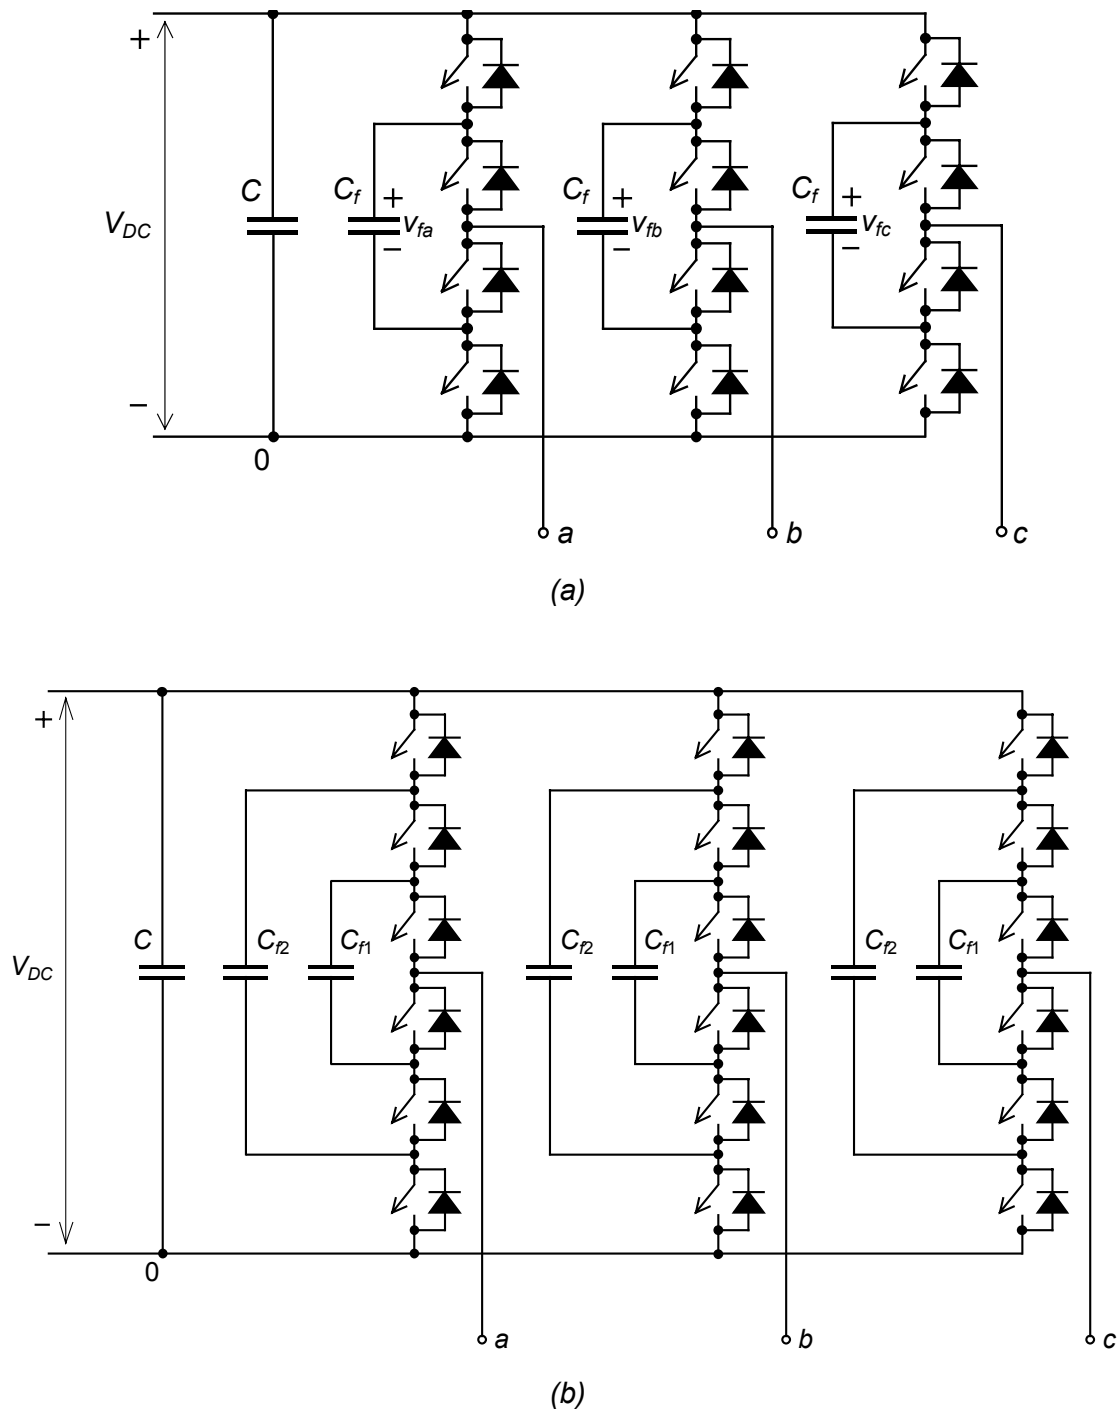 +
V_DC
−
C
C_f
+
v_fa
−
C_f
+
v_fb
−
C_f
+
v_fc
−
0
a
b
c
(a)
+
V_DC
−
C
C_f2
C_f1
C_f2
C_f1
C_f2
C_f1
0
a
b
c
(b)